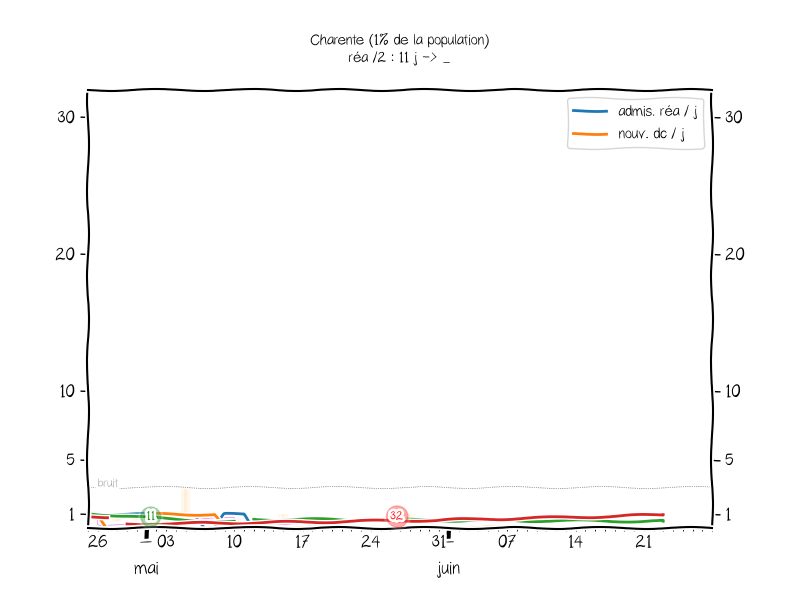 Charente (1% de la population)
réa /2 : 11 j -> _
admis. réa / j
nouv. dc / j
30 30
20 20
10 10
5 5
bruit
1 1
11
32
26 03 10 17 24 31 07 14 21
mai juin